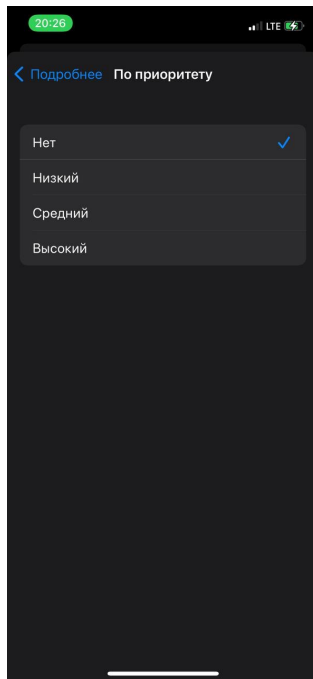 20:26
LTE
Подробнее По приоритету
Нет
Низкий
Средний
Высокий